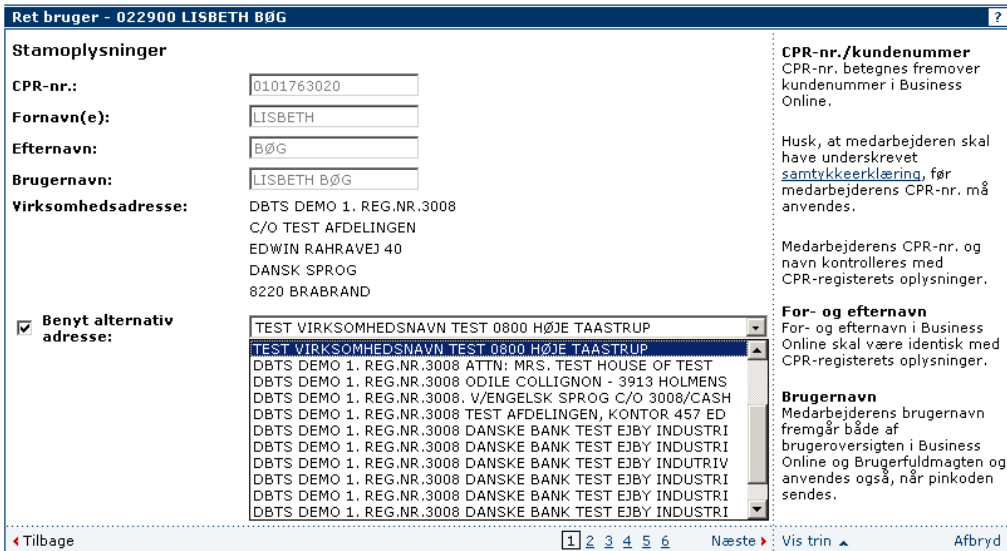 Ret bruger - 022900 LISBETH BØG
?
Stamoplysninger
CPR-nr.:
0101763020
Fornavn(e):
LISBETH
Efternavn:
BØG
Brugernavn:
LISBETH BØG
Virksomhedsadresse:
DBTS DEMO 1. REG.NR.3008
C/O TEST AFDELINGEN
EDWIN RAHRAVEJ 40
DANSK SPROG
8220 BRABRAND
Benyt alternativ
adresse:
TEST VIRKSOMHEDSNAVN TEST 0800 HØJE TAASTRUP
TEST VIRKSOMHEDSNAVN TEST 0800 HØJE TAASTRUP
DBTS DEMO 1. REG.NR.3008 ATTN: MRS. TEST HOUSE OF TEST
DBTS DEMO 1. REG.NR.3008 ODILE COLLIGNON - 3913 HOLMENS
DBTS DEMO 1. REG.NR.3008. V/ENGELSK SPROG C/O 3008/CASH
DBTS DEMO 1. REG.NR.3008 TEST AFDELINGEN, KONTOR 457 ED
DBTS DEMO 1. REG.NR.3008 DANSKE BANK TEST EJBY INDUSTRI
DBTS DEMO 1. REG.NR.3008 DANSKE BANK TEST EJBY INDUSTRI
DBTS DEMO 1. REG.NR.3008 DANSKE BANK TEST EJBY INDUTRIV
DBTS DEMO 1. REG.NR.3008 DANSKE BANK TEST EJBY INDUSTRI
DBTS DEMO 1. REG.NR.3008 DANSKE BANK TEST EJBY INDUSTRI
DBTS DEMO 1. REG.NR.3008 DANSKE BANK TEST EJBY INDUSTRI
CPR-nr./kundenummer
CPR-nr. betegnes fremover
kundenummer i Business
Online.
Husk, at medarbejderen skal
have underskrevet
samtykkeerklæring, før
medarbejderens CPR-nr. må
anvendes.
Medarbejderens CPR-nr. og
navn kontrolleres med
CPR-registerets oplysninger.
For- og efternavn
For- og efternavn i Business
Online skal være identisk med
CPR-registerets oplysninger.
Brugernavn
Medarbejderens brugernavn
fremgår både af
brugeroversigten i Business
Online og Brugerfuldmagten og
anvendes også, når pinkoden
sendes.
Tilbage
1 2 3 4 5 6
Næste
Vis trin
Afbryd